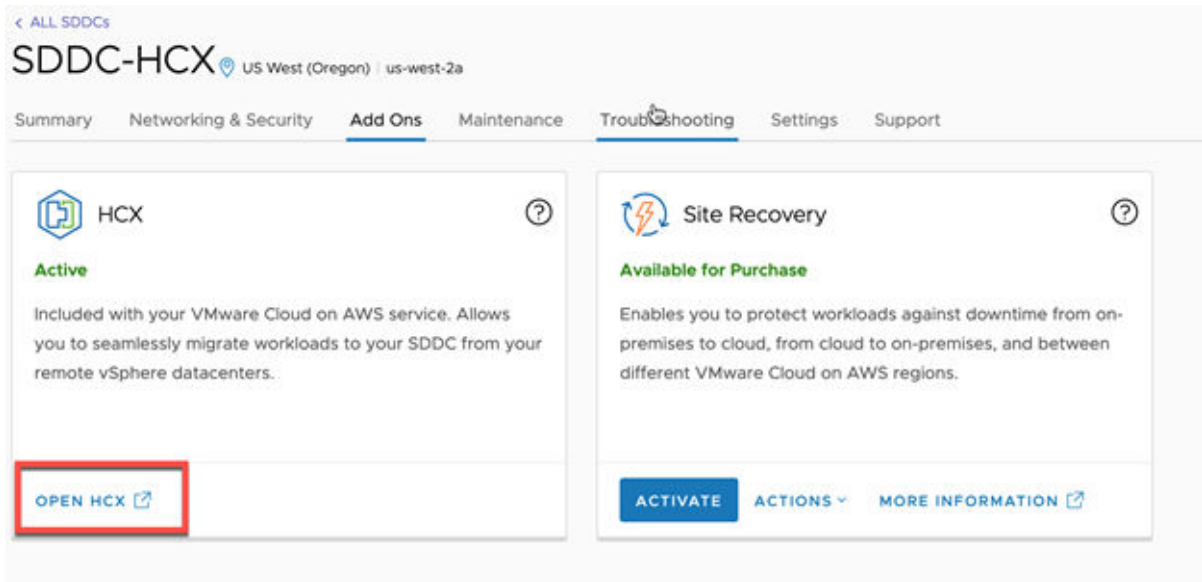 < ALL SDDCs
SDDC-HCX US West (Oregon) | us-west-2a
Summary Networking & Security Add Ons Maintenance Troubleshooting Settings Support
HCX
Active
Included with your VMware Cloud on AWS service. Allows
you to seamlessly migrate workloads to your SDDC from your
remote vSphere datacenters.
OPEN HCX
Site Recovery
Available for Purchase
Enables you to protect workloads against downtime from on-
premises to cloud, from cloud to on-premises, and between
different VMware Cloud on AWS regions.
ACTIVATE ACTIONS MORE INFORMATION